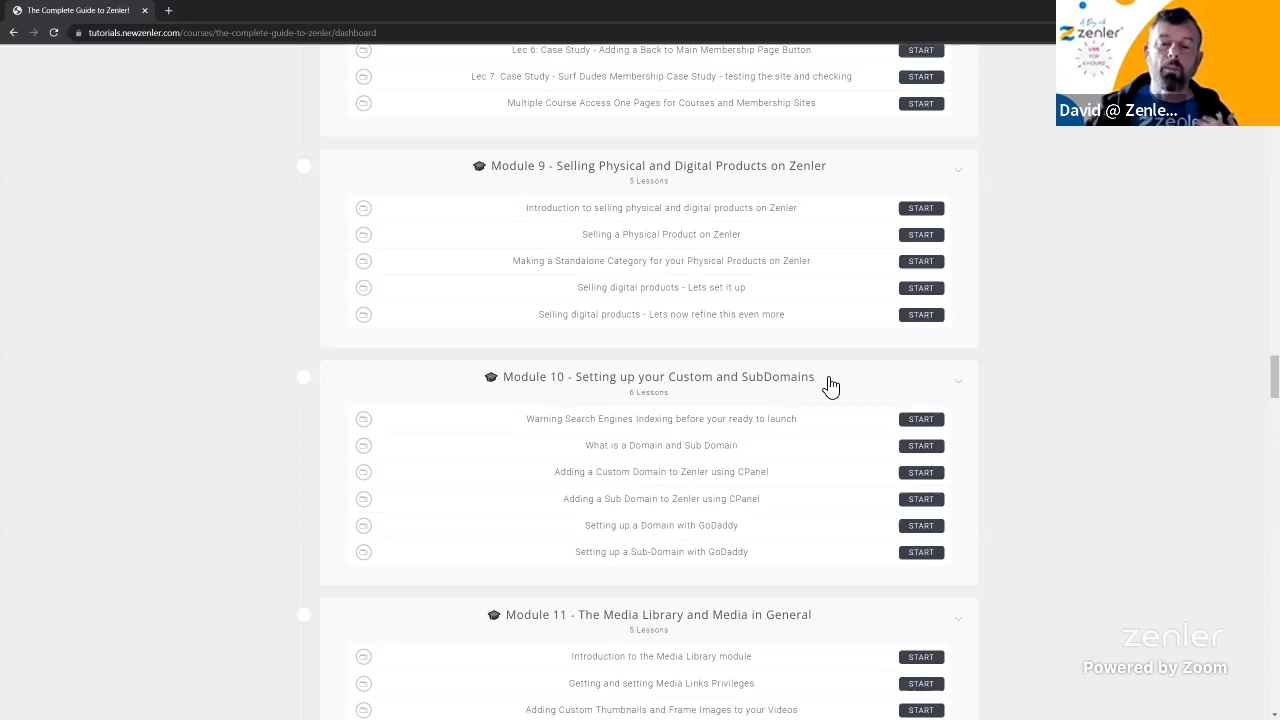 The Complete Guide to Zenler!
tutorials.newzenler.com/courses/the-complete-guide-to-zenler/dashboard
A Day with
zenler
LIVE
FOR
6 HOURS!
David @ Zenle...
Lec 6: Case Study - Adding a Back to Main Membership Page Button
START
Lec 7: Case Study Golf Dudes Membership Case Study - testing the site and offering
START
Multiple Course Access Charges for Courses and Membership Sites
START
Module 9 - Selling Physical and Digital Products on Zenler
5 Lessons
Introduction to selling physical and digital products on Zenler
START
Selling a Physical Product on Zenler
START
Making a Standalone Category for your Physical Products on Zenler
START
Selling digital products - Lets set it up
START
Selling digital products - Lets now refine this even more
START
Module 10 - Setting up your Custom and SubDomains
6 Lessons
Warning Search Engines Indexing before your ready to launch
START
What is a Domain and Sub Domain
START
Adding a Custom Domain to Zenler using CPanel
START
Adding a Sub Domain to Zenler using CPanel
START
Setting up a Domain with GoDaddy
START
Setting up a Sub-Domain with GoDaddy
START
Module 11 - The Media Library and Media in General
5 Lessons
Introduction to the Media Library module
START
Getting and setting Media Links Privileges
START
Adding Custom Thumbnails and Frame Images to your Videos
START
zenler
Powered by Zoom